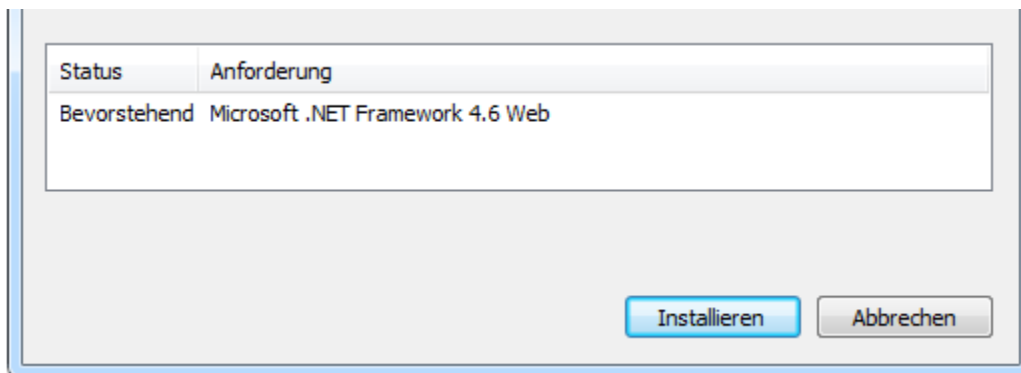 Status Anforderung
Bevorstehend Microsoft .NET Framework 4.6 Web
Installieren Abbrechen